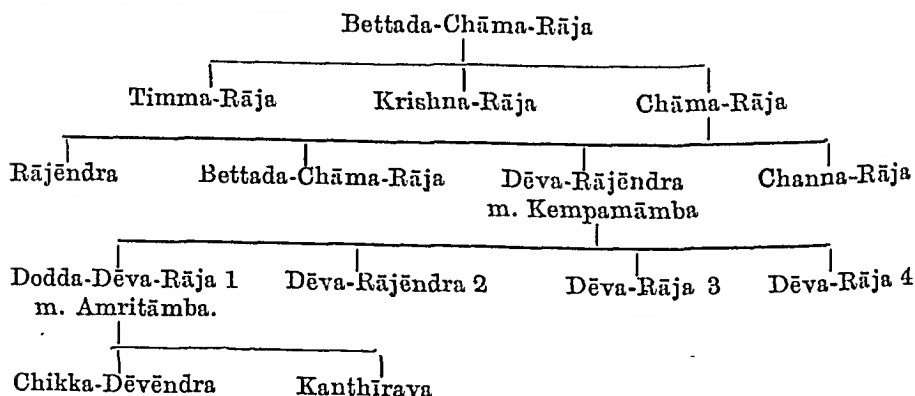 Bettada-Chāma-Rāja
Timma-Rāja Krishna-Rāja Chāma-Rāja
Rājēndra Bettada-Chāma-Rāja Dēva-Rājēndra Channa-Rāja
m. Kempamāmba
Dodda-Dēva-Rāja 1 Dēva-Rājēndra 2 Dēva-Rāja 3 Dēva-Rāja 4
m. Amritāmba.
Chikka-Dēvēndra Kanthīrava